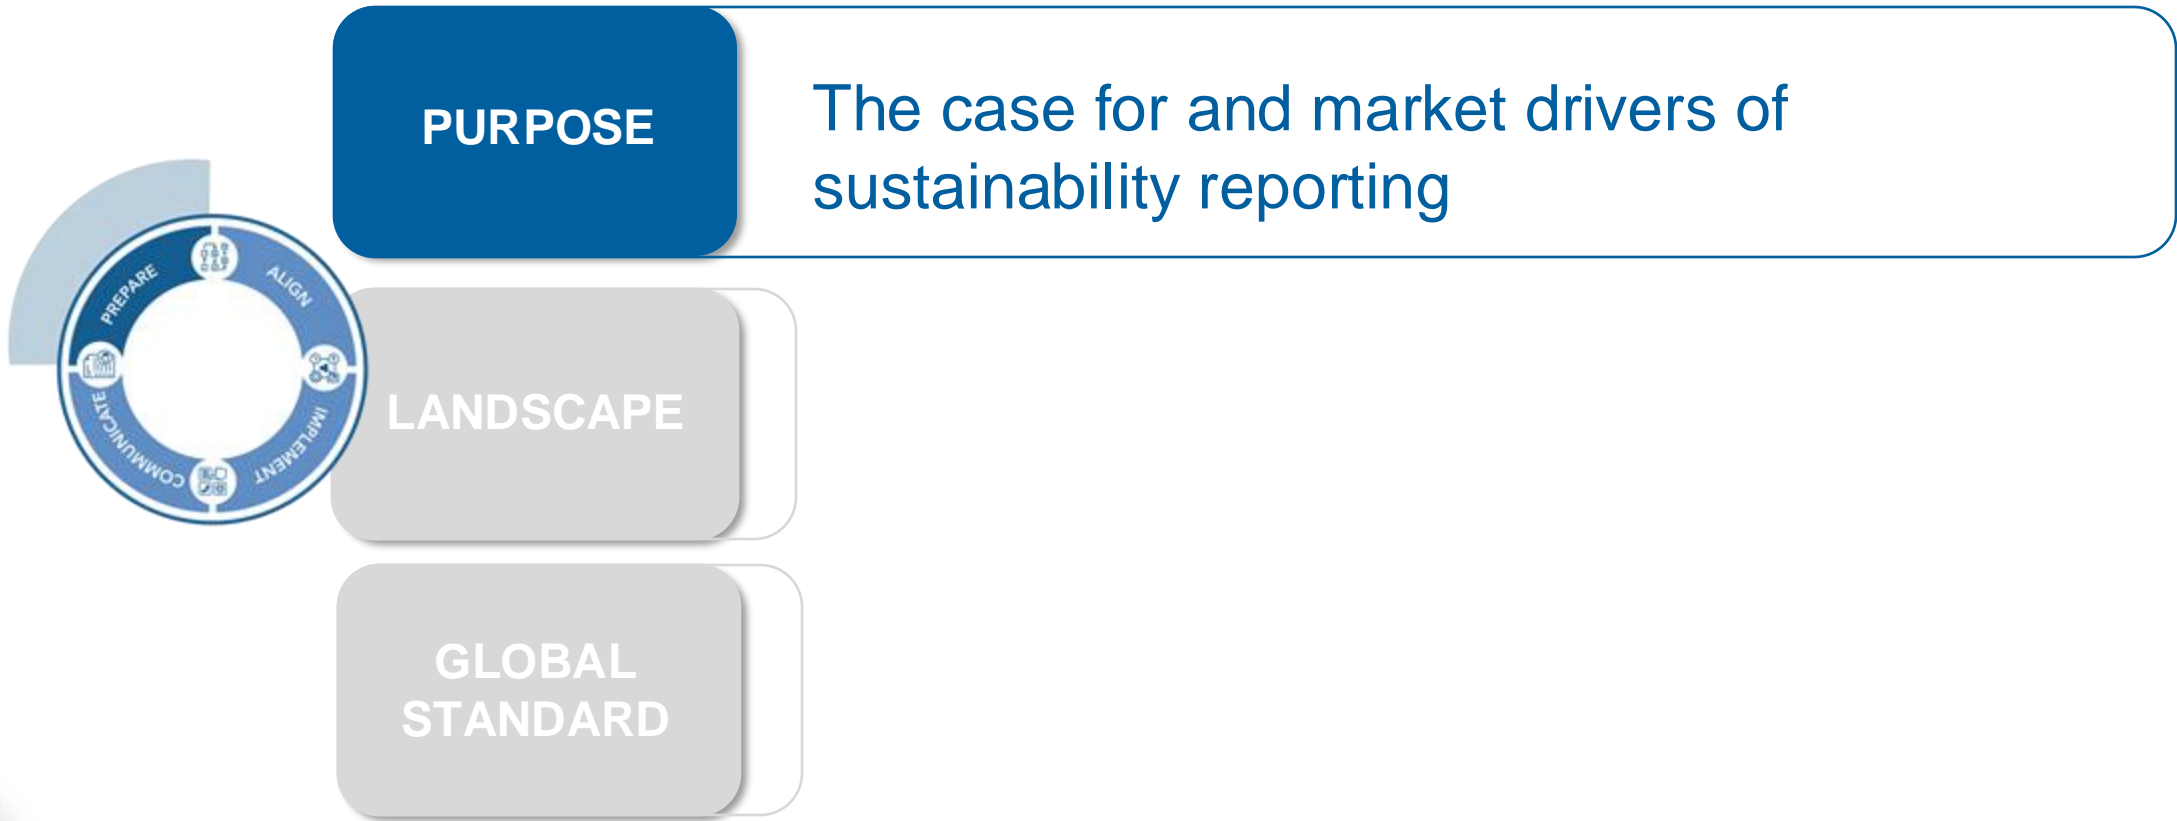 PURPOSE
The case for and market drivers of
sustainability reporting
PREPARE
ALIGN
IMPLEMENT
COMMUNICATE
LANDSCAPE
GLOBAL
STANDARD